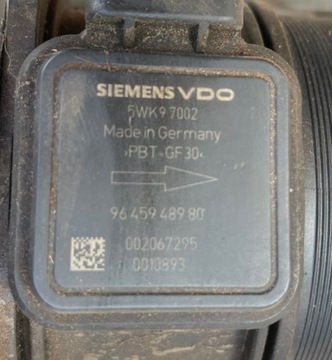 SIEMENS VDO
5WK9 7002
Made in Germany
›PBT-GF30‹
96 459 489 80
002067295
0010893